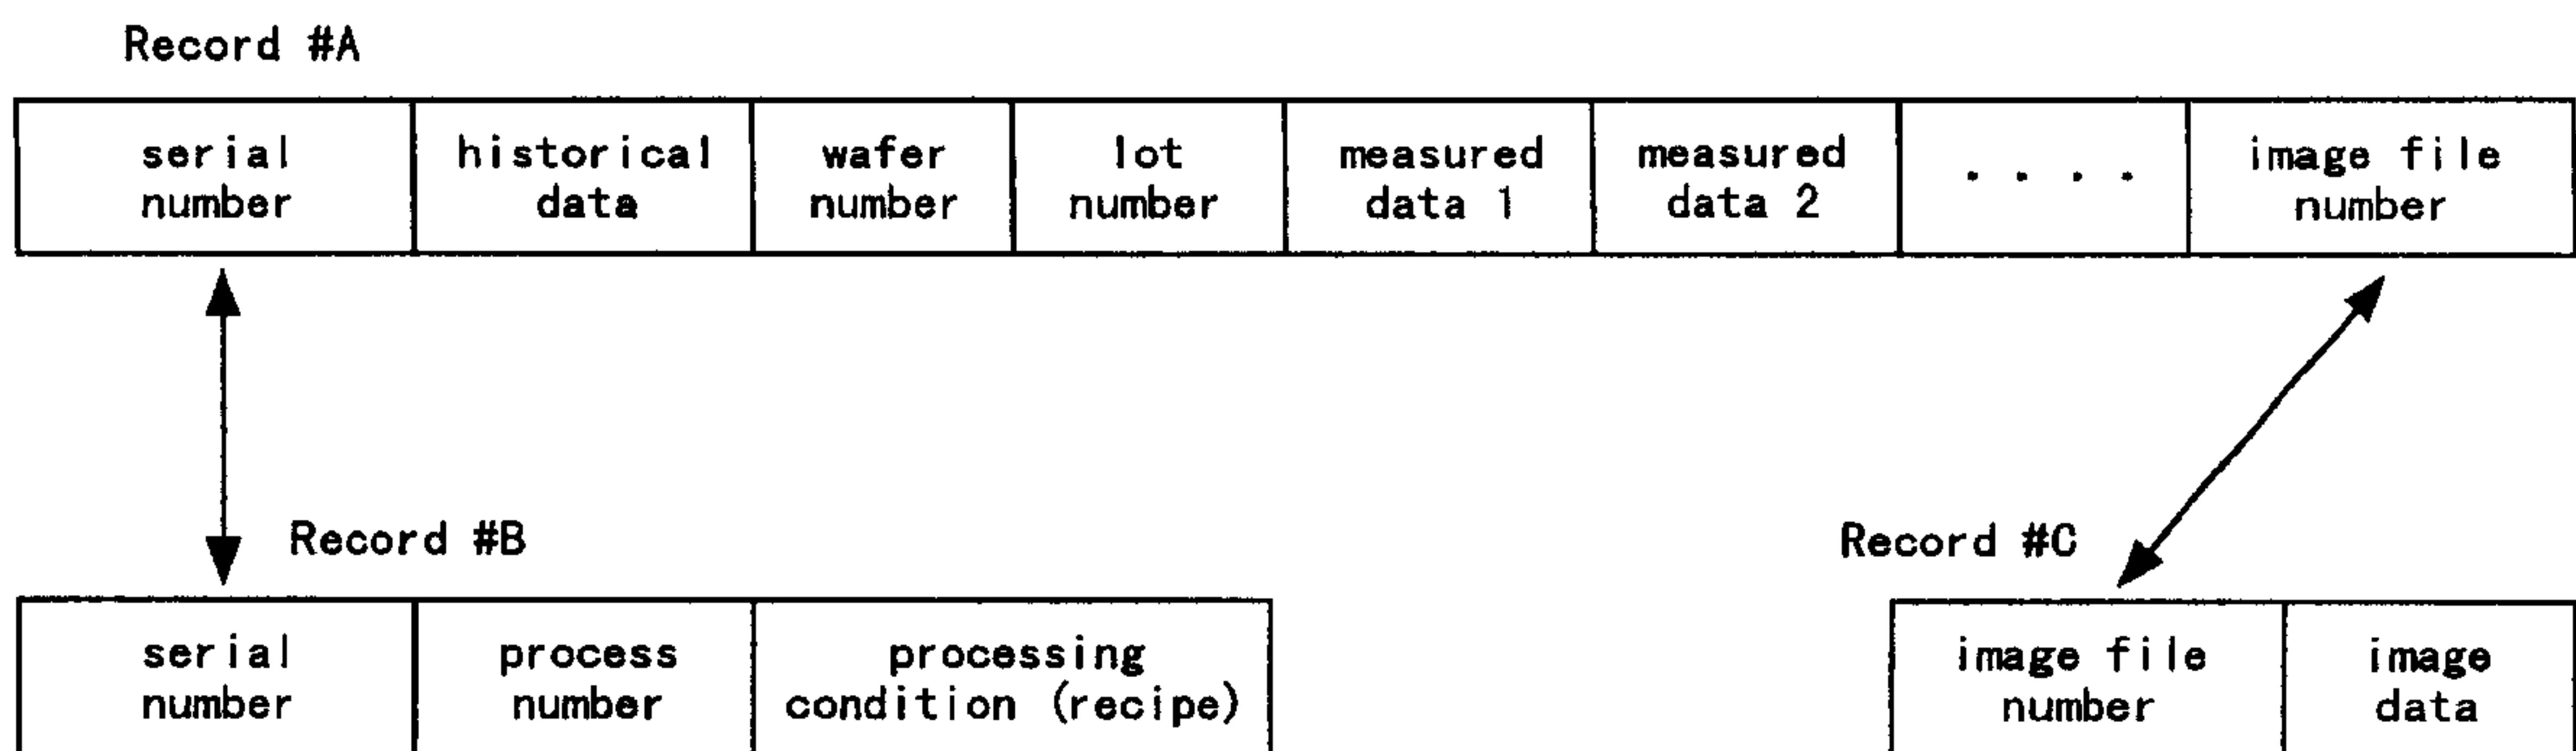 Record #A
serial number
historical data
wafer number
lot number
measured data 1
measured data 2
. . . .
image file number
Record #B
Record #C
serial number
process number
processing condition (recipe)
image file number
image data